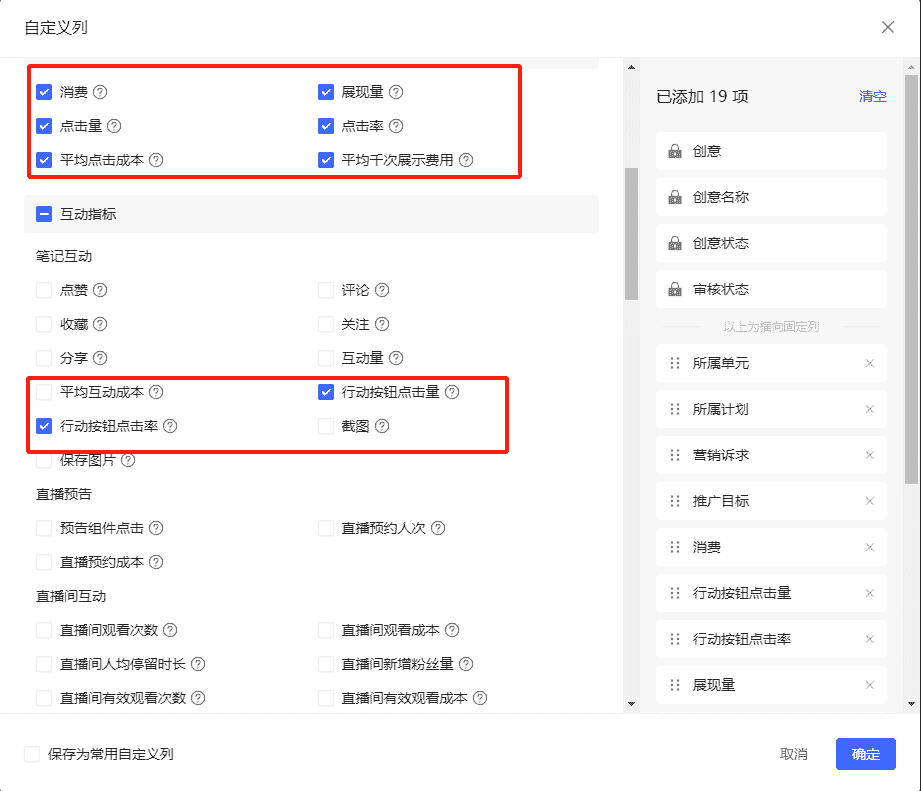 自定义列
消费 展现量
点击量 点击率
平均点击成本 平均千次展示费用
互动指标
笔记互动
点赞 评论
收藏 关注
分享 互动量
平均互动成本 行动按钮点击量
行动按钮点击率 截图
保存图片
直播预告
预告组件点击 直播预约人次
直播预约成本
直播间互动
直播间观看次数 直播间观看成本
直播间人均停留时长 直播间新增粉丝量
直播间有效观看次数 直播间有效观看成本
已添加 19 项 清空
创意
创意名称
创意状态
审核状态
以上为横向固定列
所属单元
所属计划
营销诉求
推广目标
消费
行动按钮点击量
行动按钮点击率
展现量
保存为常用自定义列 取消 确定